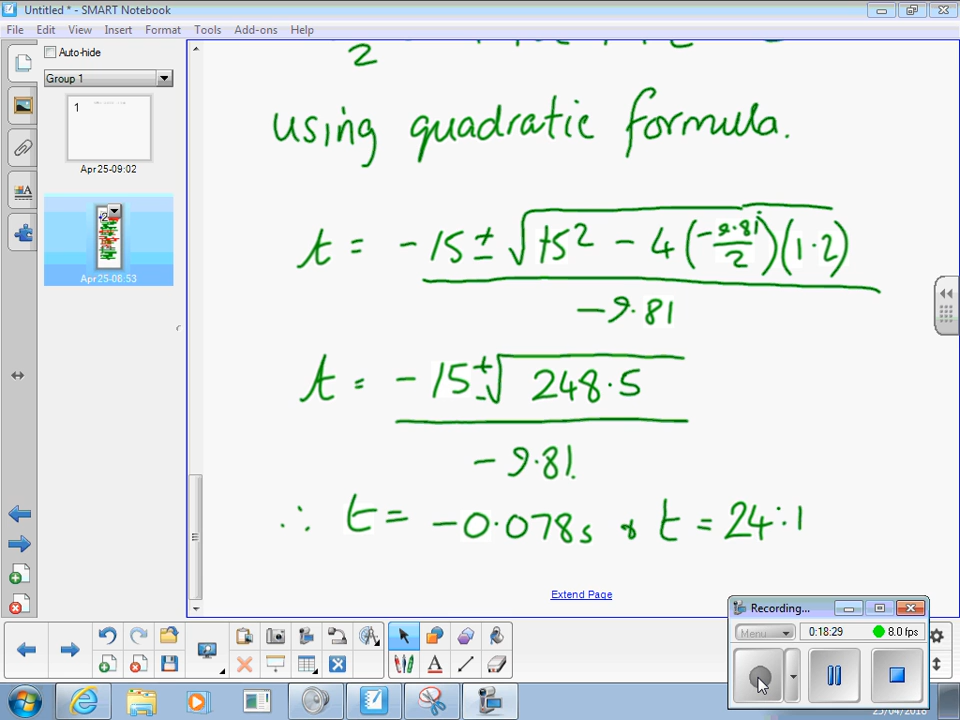 Untitled * - SMART Notebook
File Edit View Insert Format Tools Add-ons Help
Auto-hide
Group 1
1
Apr25-09:02
2
Apr25-08:53
2
using quadratic formula.
t = -15 ± √15² - 4 (-9.81/2)(1.2)
-9.81
t = -15 ± √248.5
-9.81
∴ t = -0.078s & t = 24.1
Extend Page
Recording...
Menu
0:18:29
8.0 fps